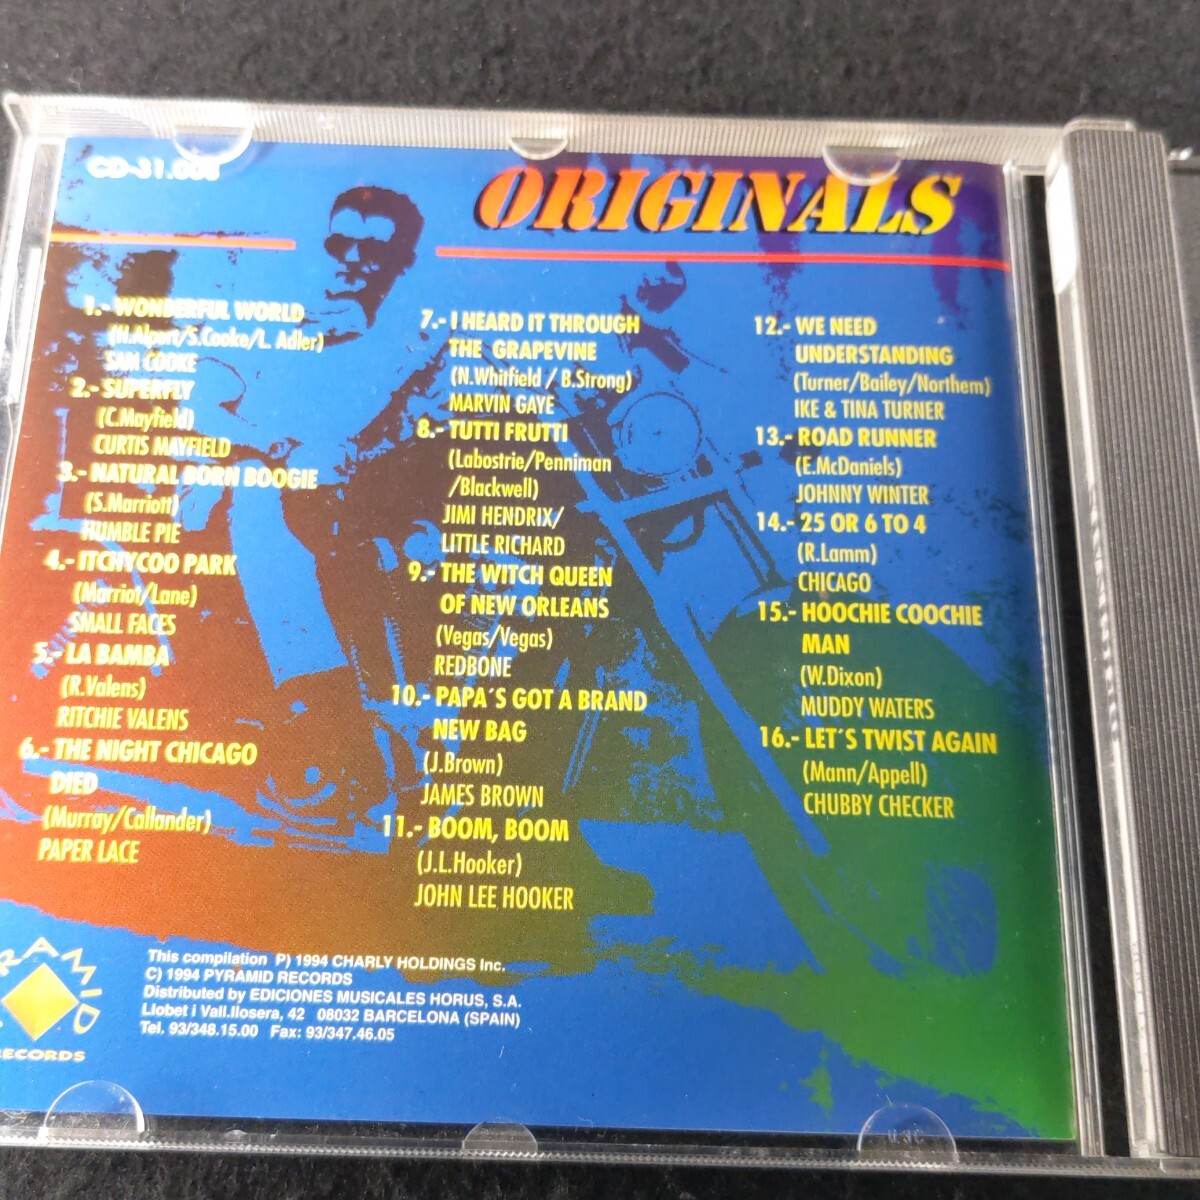 CD-31.008
ORIGINALS
1.- WONDERFUL WORLD
(N.Alpert/S.Cooke/L. Adler)
SAM COOKE
2.- SUPERFLY
(C.Mayfield)
CURTIS MAYFIELD
3.- NATURAL BORN BOOGIE
(S.Marriott)
HUMBLE PIE
4.- ITCHYCOO PARK
(Marriot/Lane)
SMALL FACES
5.- LA BAMBA
(R.Valens)
RITCHIE VALENS
6.- THE NIGHT CHICAGO
DIED
(Murray/Callander)
PAPER LACE
7.- I HEARD IT THROUGH
THE GRAPEVINE
(N.Whitfield / B.Strong)
MARVIN GAYE
8.- TUTTI FRUTTI
(Labostrie/Penniman
/Blackwell)
JIMI HENDRIX/
LITTLE RICHARD
9.- THE WITCH QUEEN
OF NEW ORLEANS
(Vegas/Vegas)
REDBONE
10.- PAPA´S GOT A BRAND
NEW BAG
(J.Brown)
JAMES BROWN
11.- BOOM, BOOM
(J.L.Hooker)
JOHN LEE HOOKER
12.- WE NEED
UNDERSTANDING
(Turner/Bailey/Northern)
IKE & TINA TURNER
13.- ROAD RUNNER
(E.McDaniels)
JOHNNY WINTER
14.- 25 OR 6 TO 4
(R.Lamm)
CHICAGO
15.- HOOCHIE COOCHIE
MAN
(W.Dixon)
MUDDY WATERS
16.- LET´S TWIST AGAIN
(Mann/Appell)
CHUBBY CHECKER
RAMID
RECORDS
This compilation P) 1994 CHARLY HOLDINGS Inc.
C) 1994 PYRAMID RECORDS
Distributed by EDICIONES MUSICALES HORUS, S.A.
Llobet i Vall.llosera, 42 08032 BARCELONA (SPAIN)
Tel. 93/348.15.00 Fax: 93/347.46.05